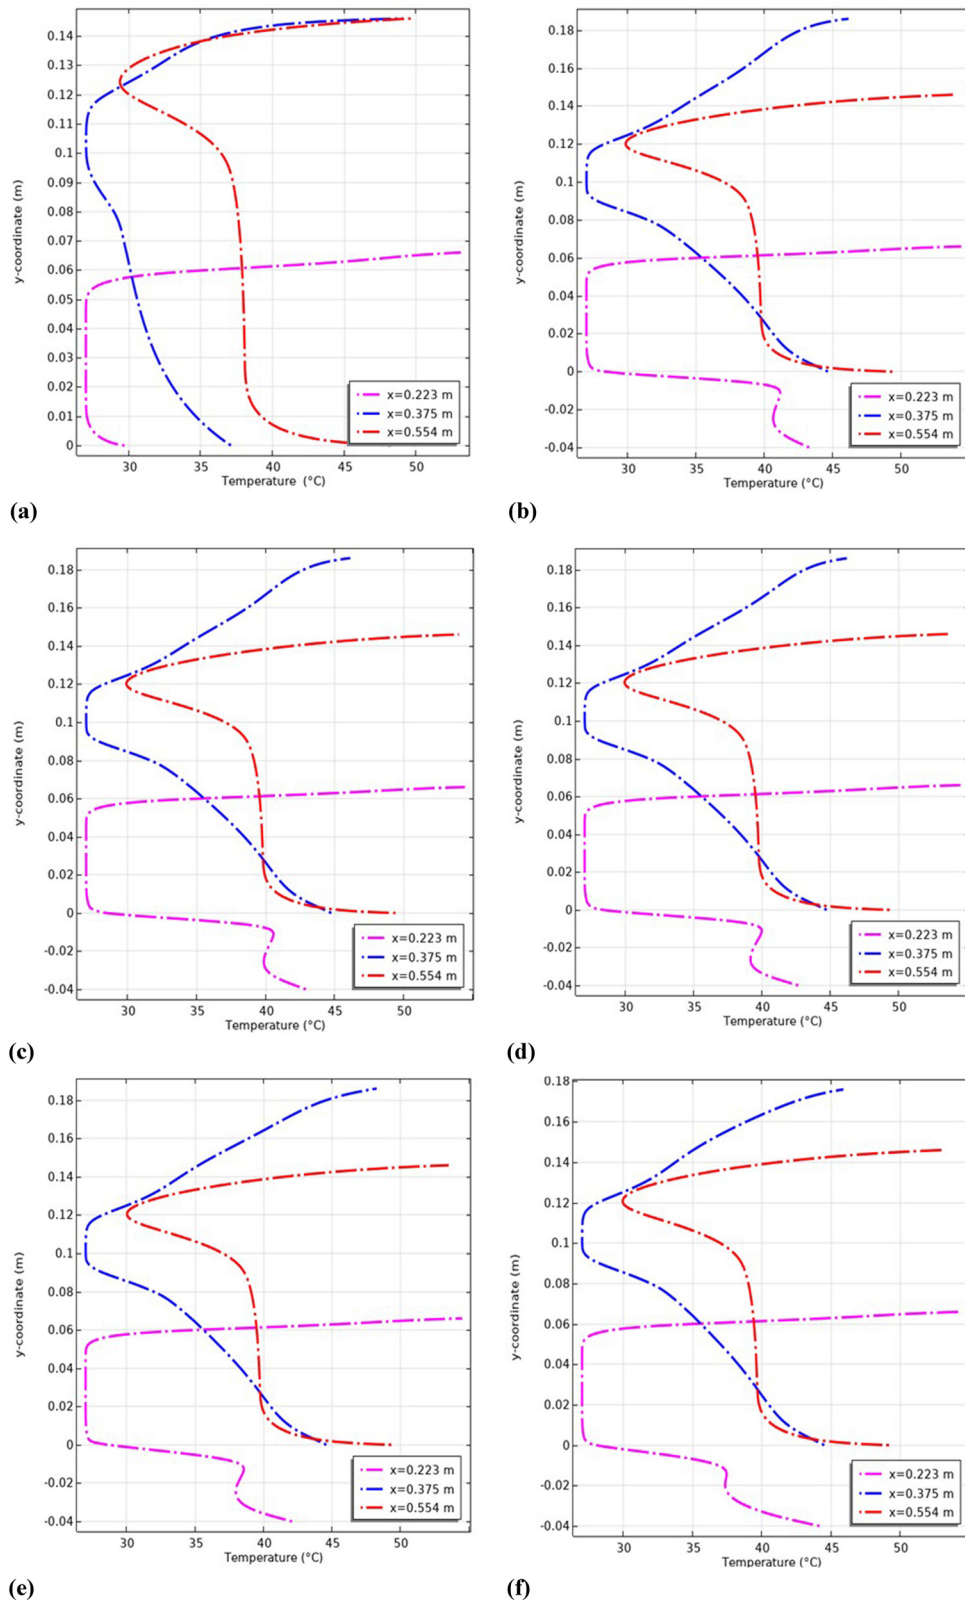 0.14
0.13
0.12
0.11
0.1
0.09
0.08
0.07
0.06
0.05
0.04
0.03
0.02
0.01
0
y-coordinate (m)
30 35 40 45 50
Temperature (°C)
x=0.223 m
x=0.375 m
x=0.554 m
(a)
0.18
0.16
0.14
0.12
0.1
0.08
0.06
0.04
0.02
0
-0.02
-0.04
y-coordinate (m)
30 35 40 45 50
Temperature (°C)
x=0.223 m
x=0.375 m
x=0.554 m
(b)
0.18
0.16
0.14
0.12
0.1
0.08
0.06
0.04
0.02
0
-0.02
-0.04
y-coordinate (m)
30 35 40 45 50
Temperature (°C)
x=0.223 m
x=0.375 m
x=0.554 m
(c)
0.18
0.16
0.14
0.12
0.1
0.08
0.06
0.04
0.02
0
-0.02
-0.04
y-coordinate (m)
30 35 40 45 50
Temperature (°C)
x=0.223 m
x=0.375 m
x=0.554 m
(d)
0.18
0.16
0.14
0.12
0.1
0.08
0.06
0.04
0.02
0
-0.02
-0.04
y-coordinate (m)
30 35 40 45 50
Temperature (°C)
x=0.223 m
x=0.375 m
x=0.554 m
(e)
0.18
0.16
0.14
0.12
0.1
0.08
0.06
0.04
0.02
0
-0.02
-0.04
y-coordinate (m)
30 35 40 45 50
Temperature (°C)
x=0.223 m
x=0.375 m
x=0.554 m
(f)